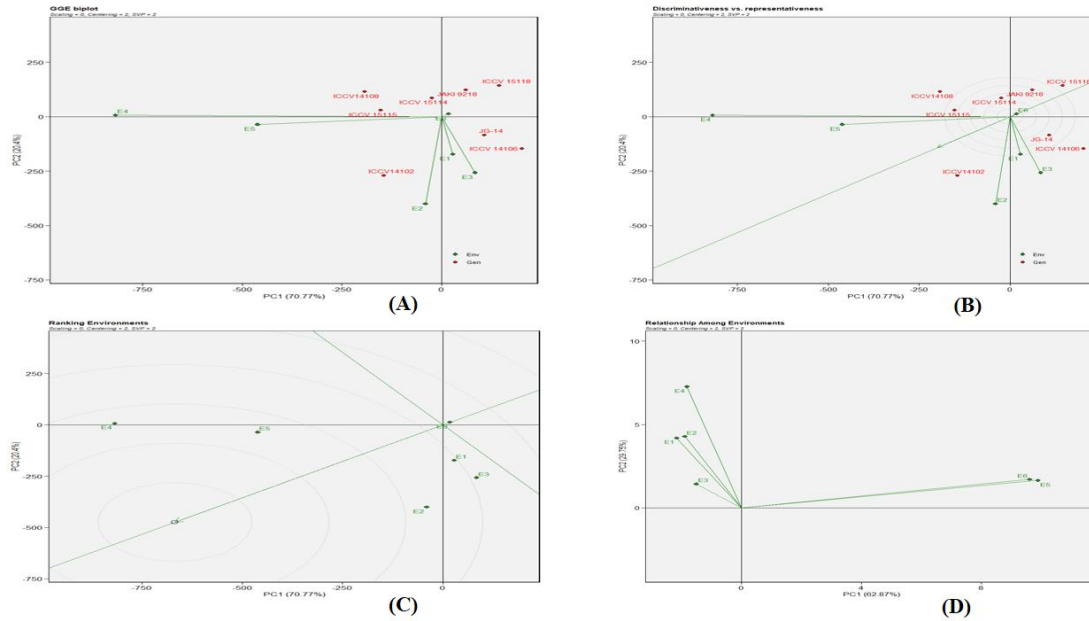 GGE biplot
Scaling = 0, Centering = 2, SVP = 2
250
0
-250
-500
-750
PC2 (20.4%)
E4
E5
ICCV14108
ICCV 15115
ICCV 15114
JAKI 9218
ICCV 15118
JG-14
ICCV 14106
E1
E3
ICCV14102
E2
Env
Gen
-750
-500
-250
0
PC1 (70.77%)
(A)
Discriminativeness vs. representativeness
Scaling = 0, Centering = 2, SVP = 2
250
0
-250
-500
-750
PC2 (20.4%)
E4
E5
ICCV14108
ICCV 15115
ICCV 15114
JAKI 9218
ICCV 15118
E6
JG-14
ICCV 14106
E1
E3
ICCV14102
E2
Env
Gen
-750
-500
-250
0
PC1 (70.77%)
(B)
Ranking Environments
Scaling = 0, Centering = 2, SVP = 2
250
0
-250
-500
-750
PC2 (20.4%)
E4
E5
E6
E1
E3
E2
-750
-500
-250
0
PC1 (70.77%)
(C)
Relationship Among Environments
Scaling = 0, Centering = 2, SVP = 2
10
5
0
PC2 (29.75%)
E4
E2
E1
E3
E6
E5
0
4
8
PC1 (62.87%)
(D)